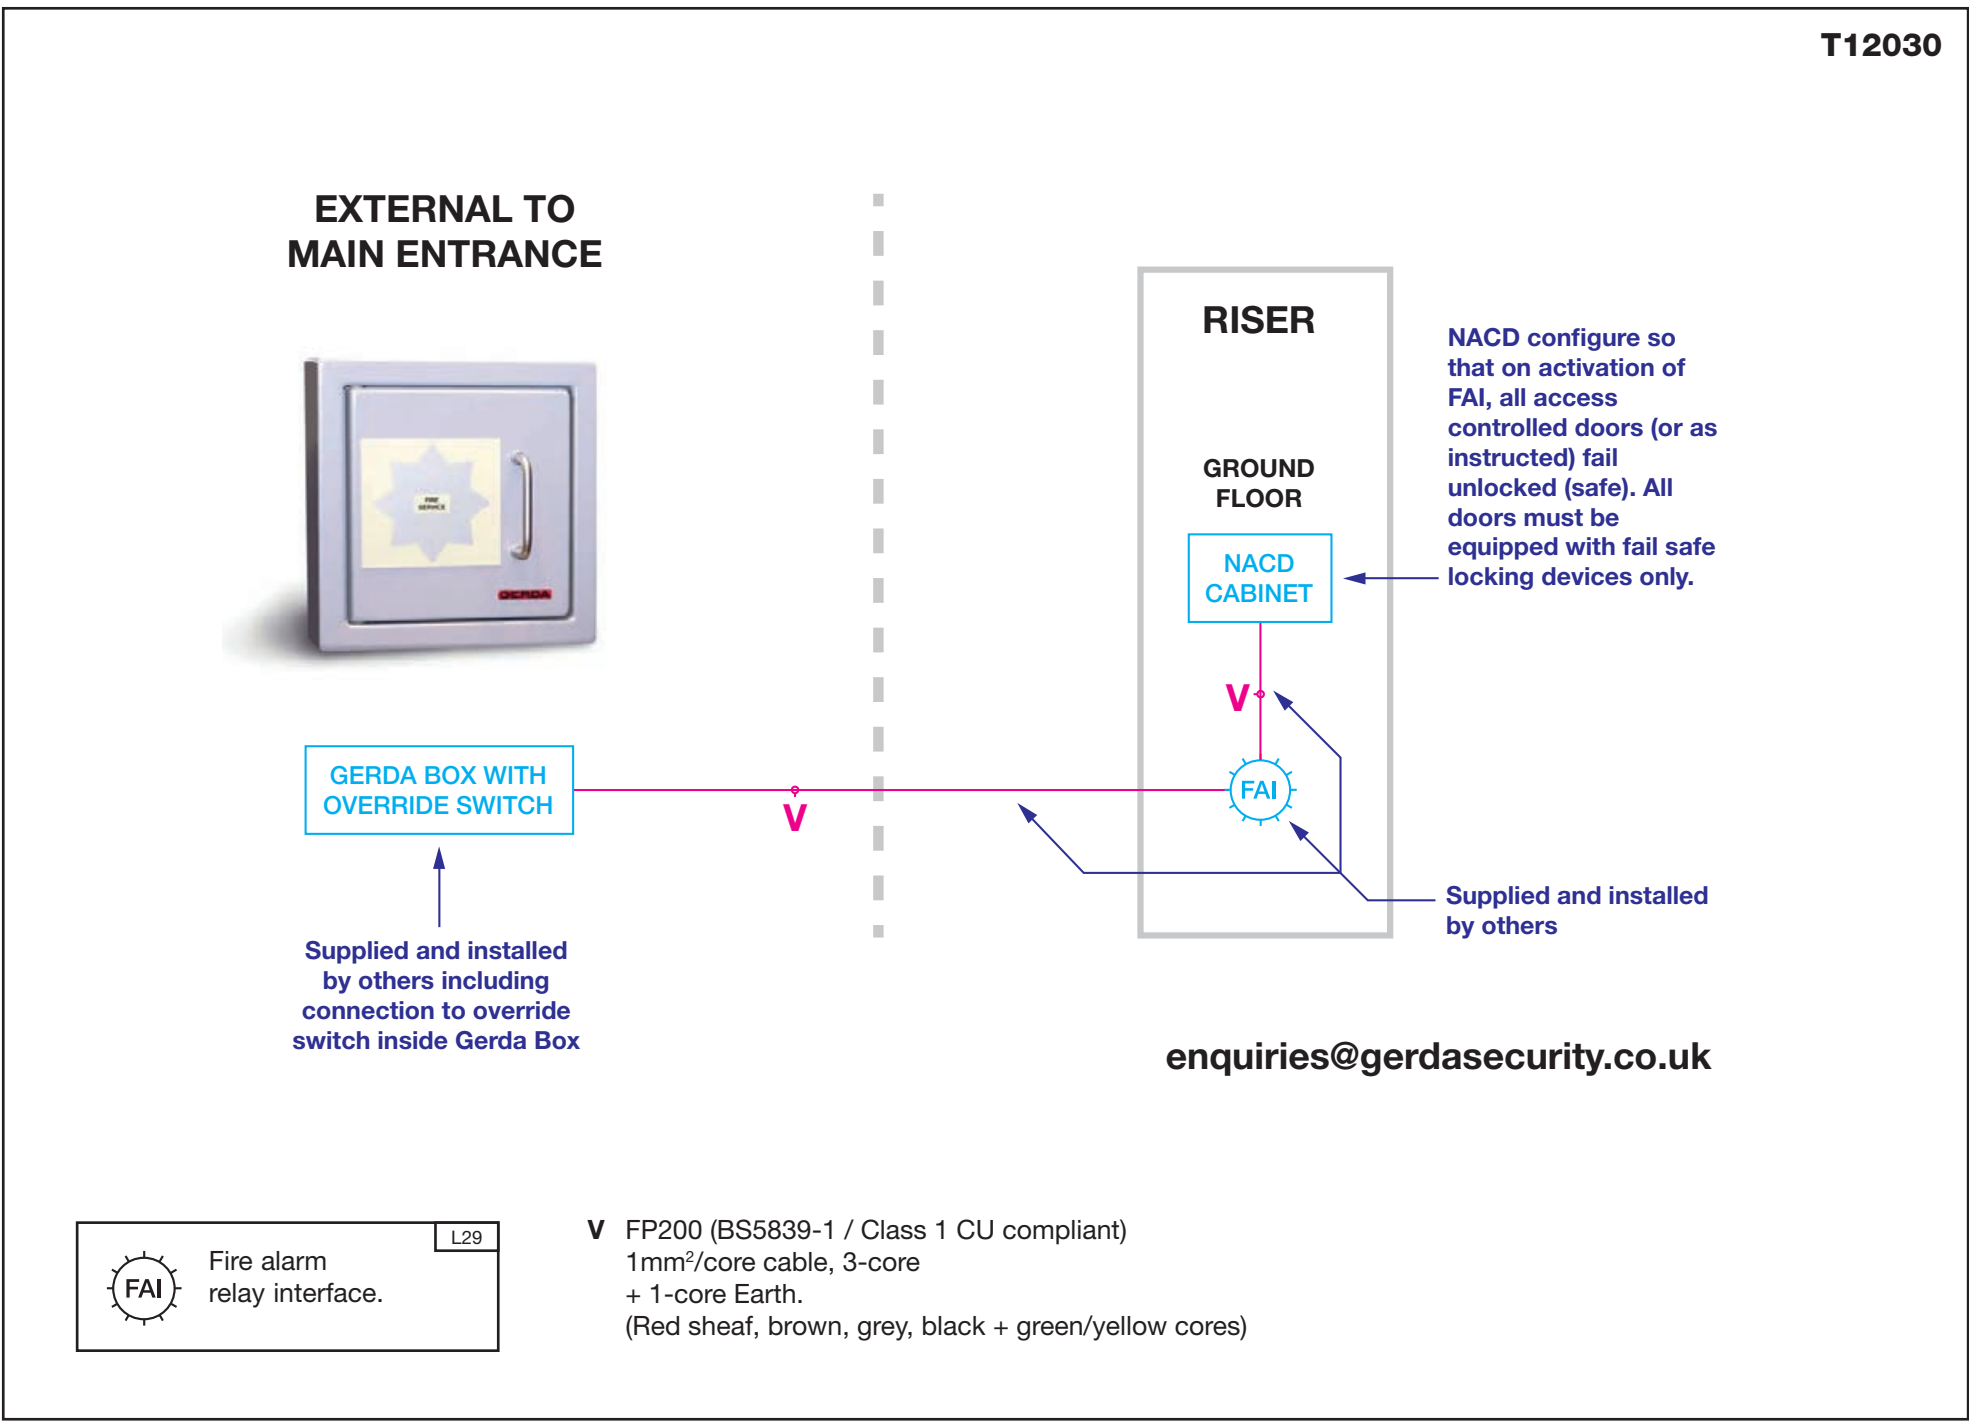 T12030
EXTERNAL TO
MAIN ENTRANCE
FIRE
SERVICE
GERDA
GERDA BOX WITH
OVERRIDE SWITCH
V
Supplied and installed
by others including
connection to override
switch inside Gerda Box
RISER
GROUND
FLOOR
NACD
CABINET
V
FAI
NACD configure so
that on activation of
FAI, all access
controlled doors (or as
instructed) fail
unlocked (safe). All
doors must be
equipped with fail safe
locking devices only.
Supplied and installed
by others
enquiries@gerdasecurity.co.uk
L29
FAI
Fire alarm
relay interface.
V FP200 (BS5839-1 / Class 1 CU compliant)
1mm²/core cable, 3-core
+ 1-core Earth.
(Red sheaf, brown, grey, black + green/yellow cores)